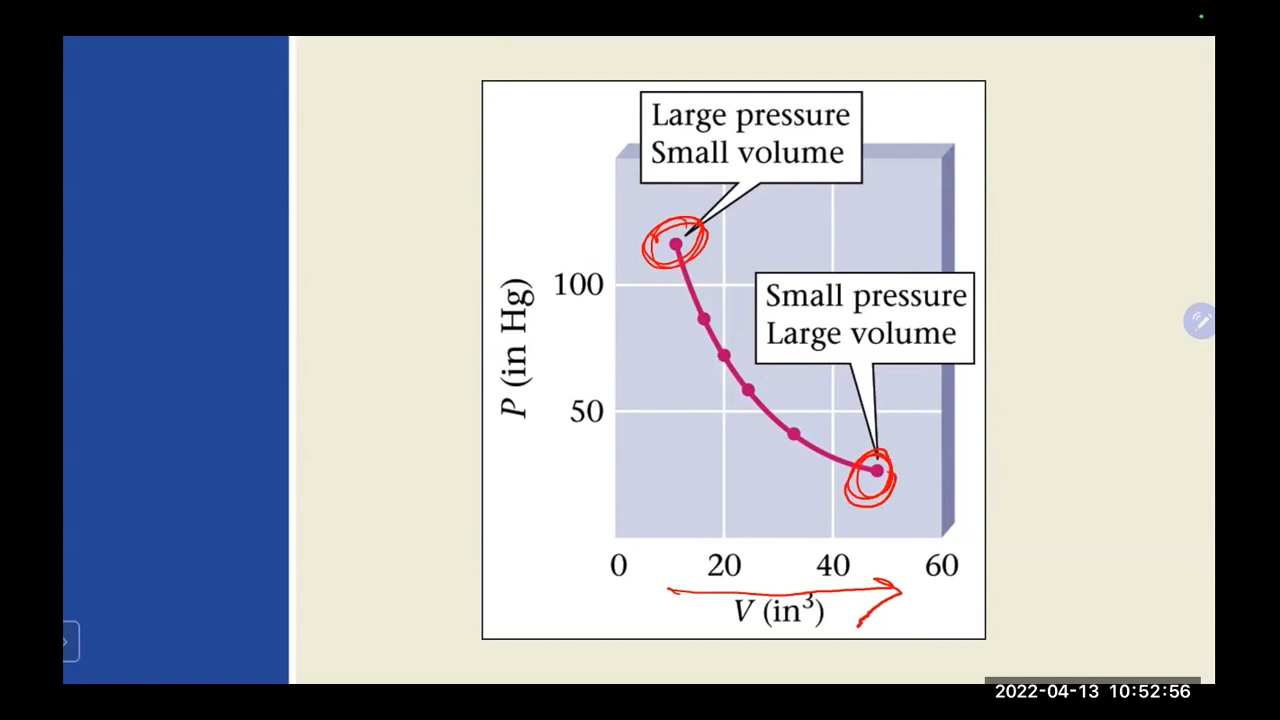 Large pressure
Small volume
Small pressure
Large volume
P (in Hg)
100
50
0 20 40 60
V (in³)
2022-04-13 10:52:56